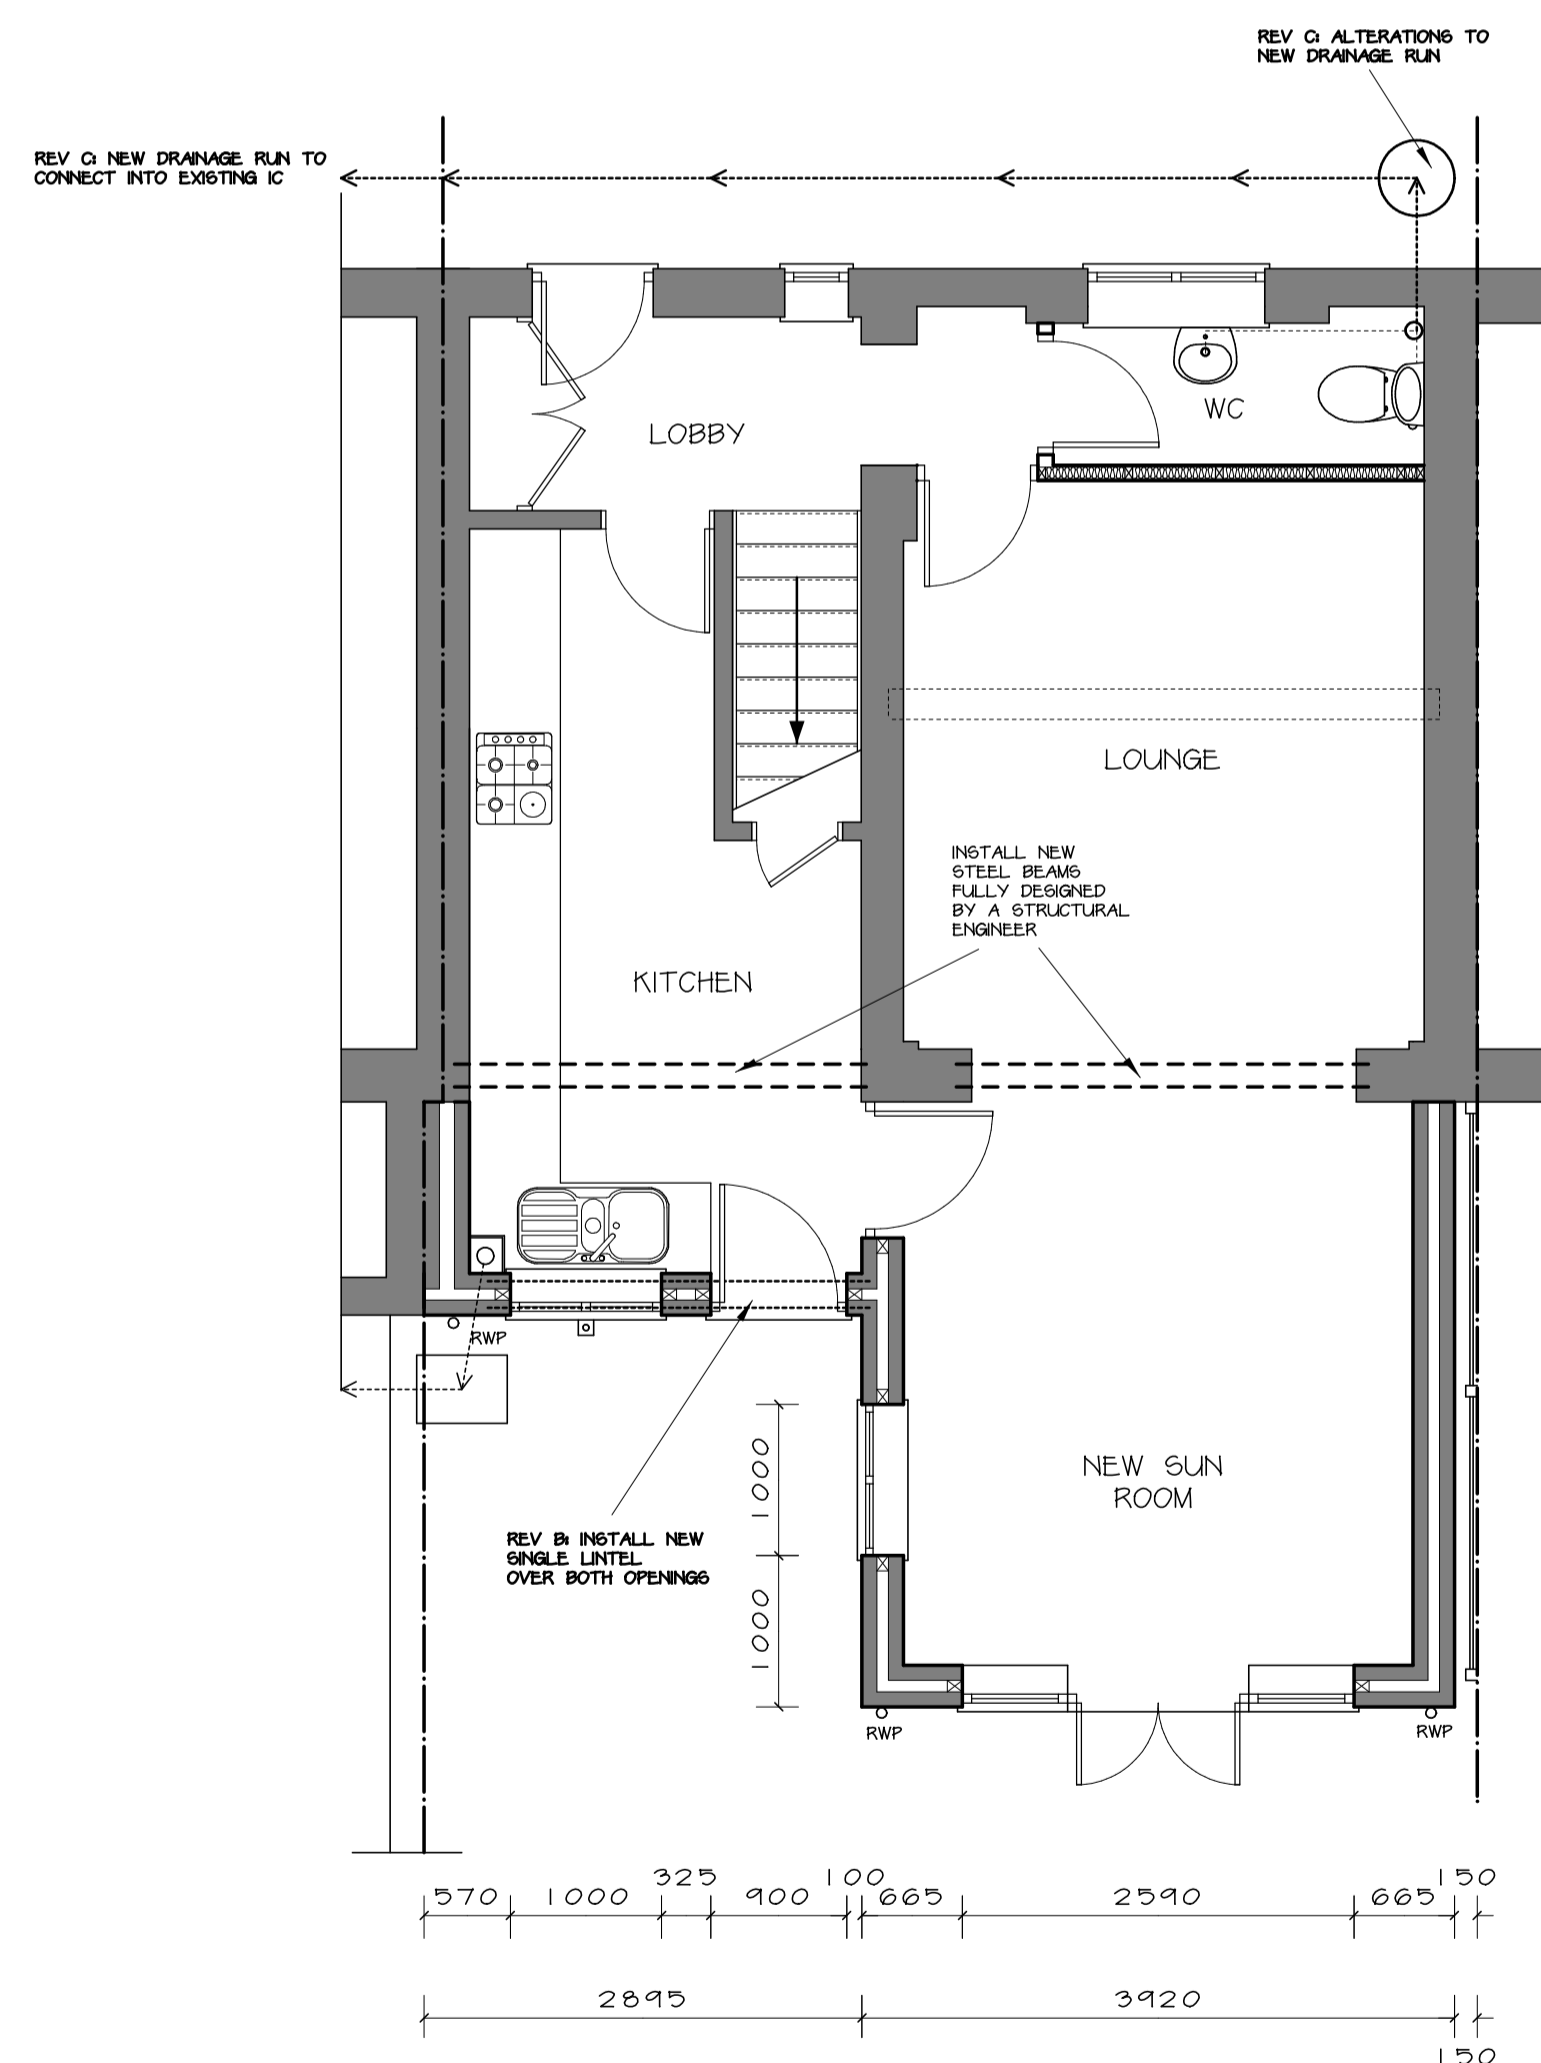 REV C: ALTERATIONS TO
NEW DRAINAGE RUN
REV C: NEW DRAINAGE RUN TO
CONNECT INTO EXISTING IC
WC
LOBBY
LOUNGE
INSTALL NEW
STEEL BEAMS
FULLY DESIGNED
BY A STRUCTURAL
ENGINEER
KITCHEN
RWP
1000
1000
NEW SUN
ROOM
REV B: INSTALL NEW
SINGLE LINTEL
OVER BOTH OPENINGS
RWP
RWP
570 1000 325 900 100 665 2590 665 150
2895 3920
150